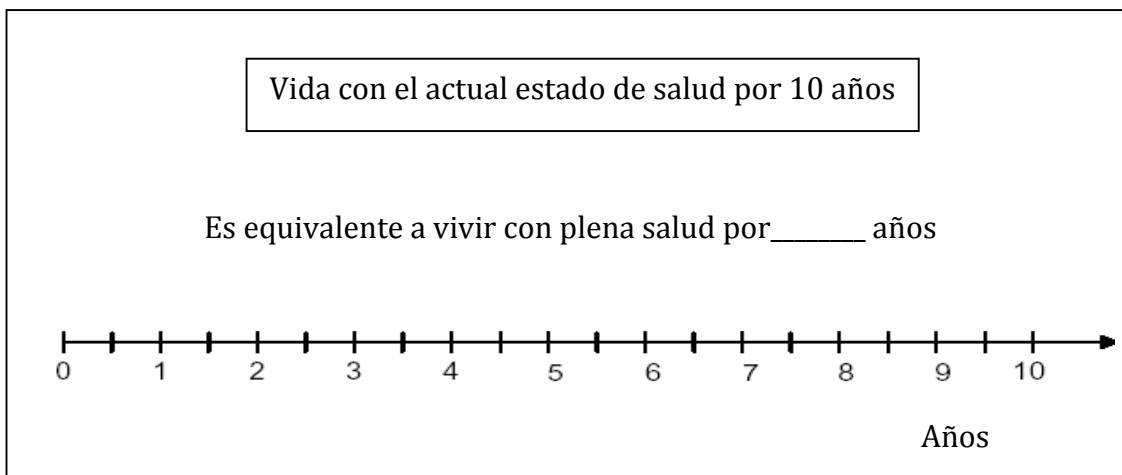 Vida con el actual estado de salud por 10 años
Es equivalente a vivir con plena salud por________ años
0 1 2 3 4 5 6 7 8 9 10
Años